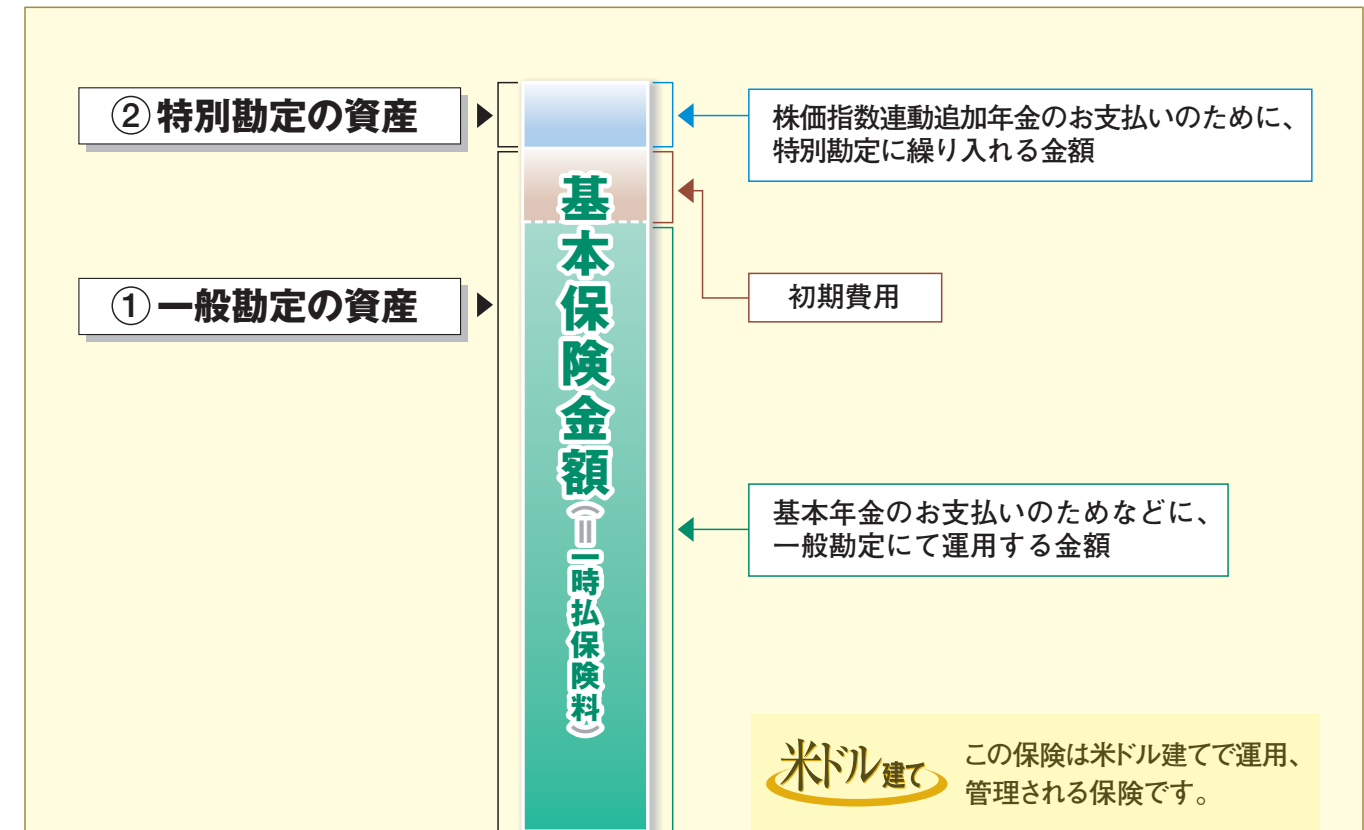 ②特別勘定の資産
株価指数連動追加年金のお支払いのために、
特別勘定に繰り入れる金額
①一般勘定の資産
初期費用
基本保険金額(=一時払保険料)
基本年金のお支払いのためなどに、
一般勘定にて運用する金額
米ドル建て
この保険は米ドル建てで運用、
管理される保険です。